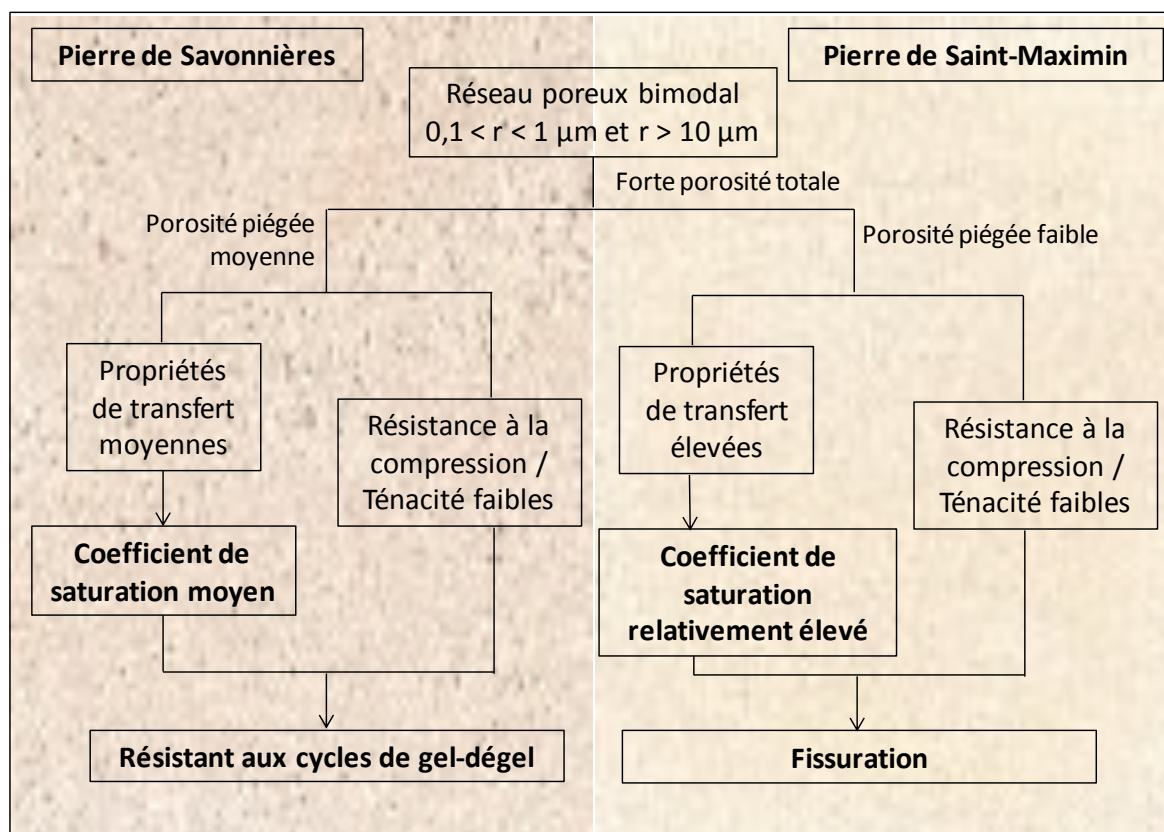 Pierre de Savonnières
Pierre de Saint-Maximin
Réseau poreux bimodal
0,1 < r < 1 µm et r > 10 µm
Forte porosité totale
Porosité piégée
moyenne
Porosité piégée faible
Propriétés
de transfert
moyennes
Résistance à la
compression /
Ténacité faibles
Propriétés
de transfert
élevées
Résistance à la
compression /
Ténacité faibles
Coefficient de
saturation moyen
Coefficient de
saturation
relativement élevé
Résistant aux cycles de gel-dégel
Fissuration